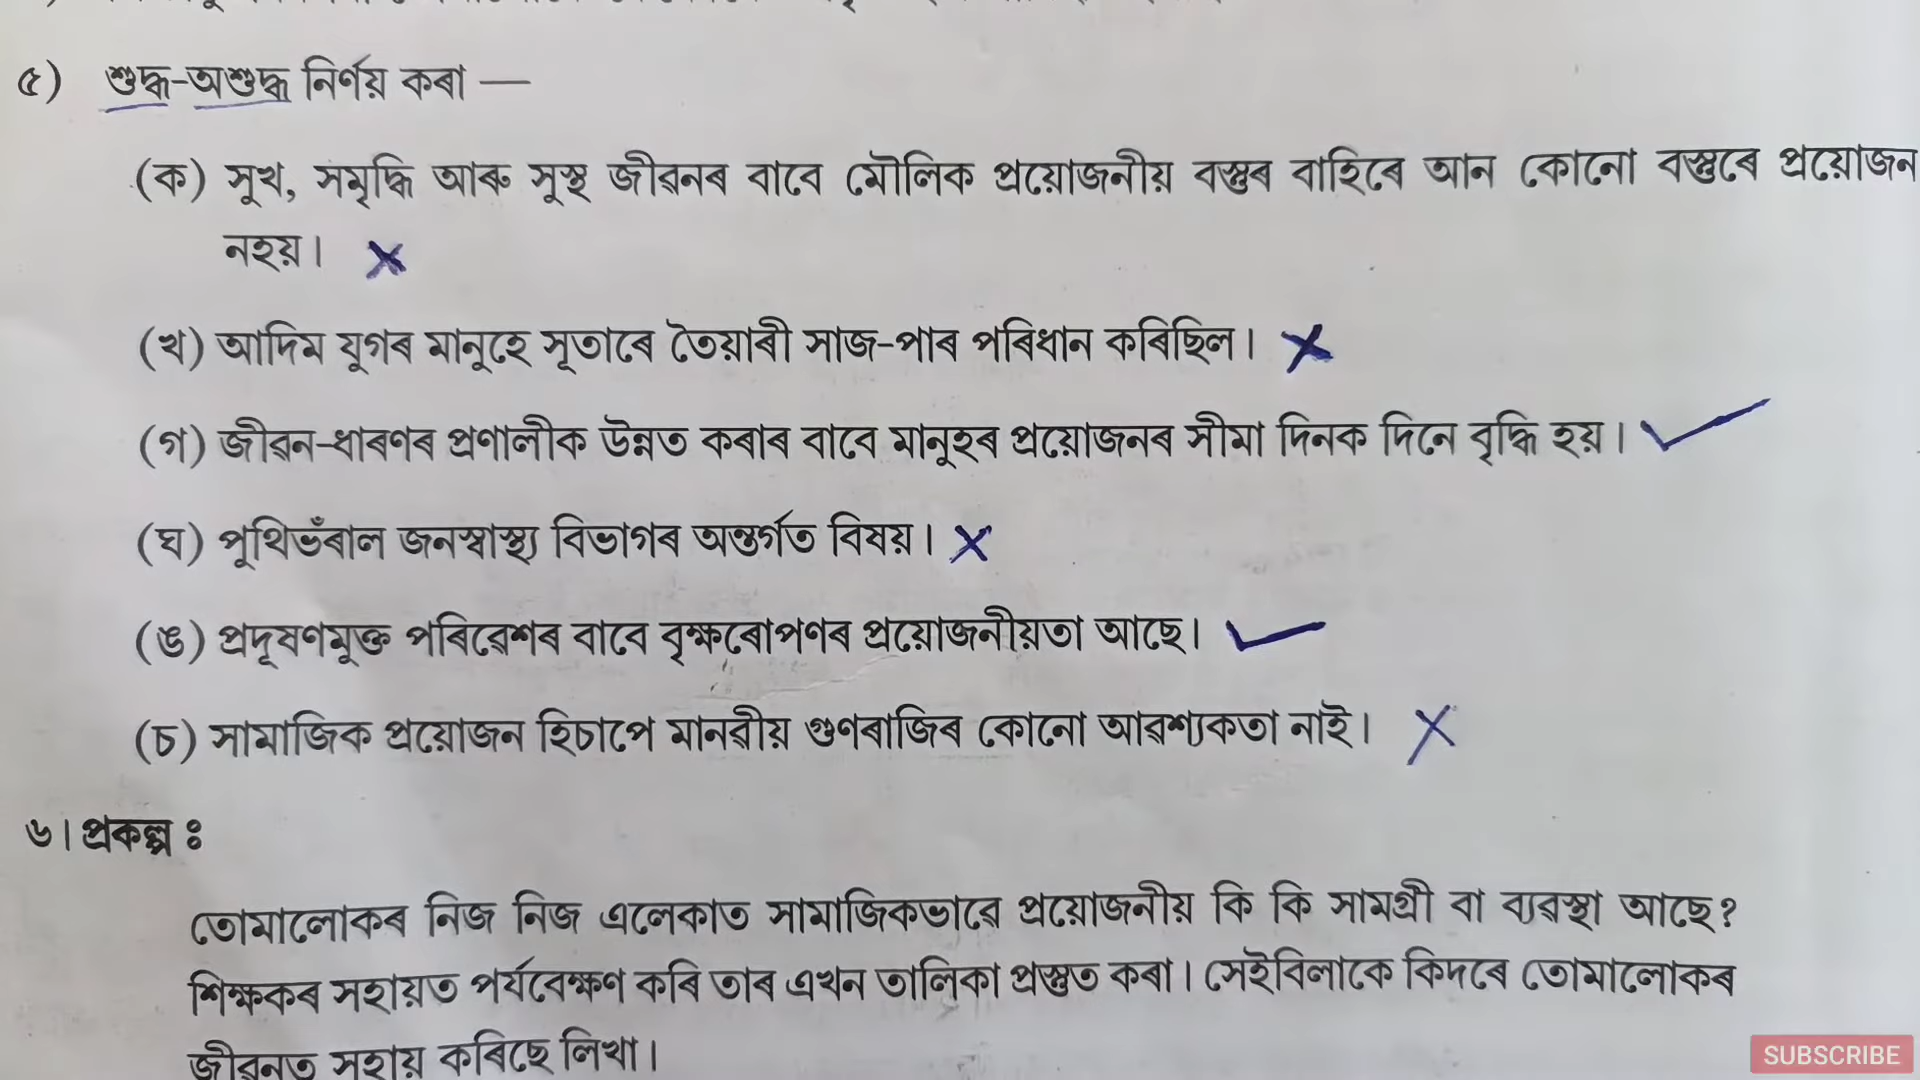 ৫) শুদ্ধ-অশুদ্ধ নিৰ্ণয় কৰা —
(ক) সুখ, সমৃদ্ধি আৰু সুস্থ জীৱনৰ বাবে মৌলিক প্ৰয়োজনীয় বস্তুৰ বাহিৰে আন কোনো বস্তুৰে প্ৰয়োজন
নহয়। ✗
(খ) আদিম যুগৰ মানুহে সূতাৰে তৈয়াৰী সাজ-পাৰ পৰিধান কৰিছিল। ✗
(গ) জীৱন-ধাৰণৰ প্ৰণালীক উন্নত কৰাৰ বাবে মানুহৰ প্ৰয়োজনৰ সীমা দিনক দিনে বৃদ্ধি হয়। ✓
(ঘ) পুথিভঁৰাল জনস্বাস্থ্য বিভাগৰ অন্তৰ্গত বিষয়। ✗
(ঙ) প্ৰদূষণমুক্ত পৰিৱেশৰ বাবে বৃক্ষৰোপণৰ প্ৰয়োজনীয়তা আছে। ✓
(চ) সামাজিক প্ৰয়োজন হিচাপে মানৱীয় গুণৰাজিৰ কোনো আৱশ্যকতা নাই। ✗
৬। প্ৰকল্প ঃ
তোমালোকৰ নিজ নিজ এলেকাত সামাজিকভাৱে প্ৰয়োজনীয় কি কি সামগ্ৰী বা ব্যৱস্থা আছে?
শিক্ষকৰ সহায়ত পৰ্যবেক্ষণ কৰি তাৰ এখন তালিকা প্ৰস্তুত কৰা। সেইবিলাকে কিদৰে তোমালোকৰ
জীৱনত সহায় কৰিছে লিখা।
SUBSCRIBE